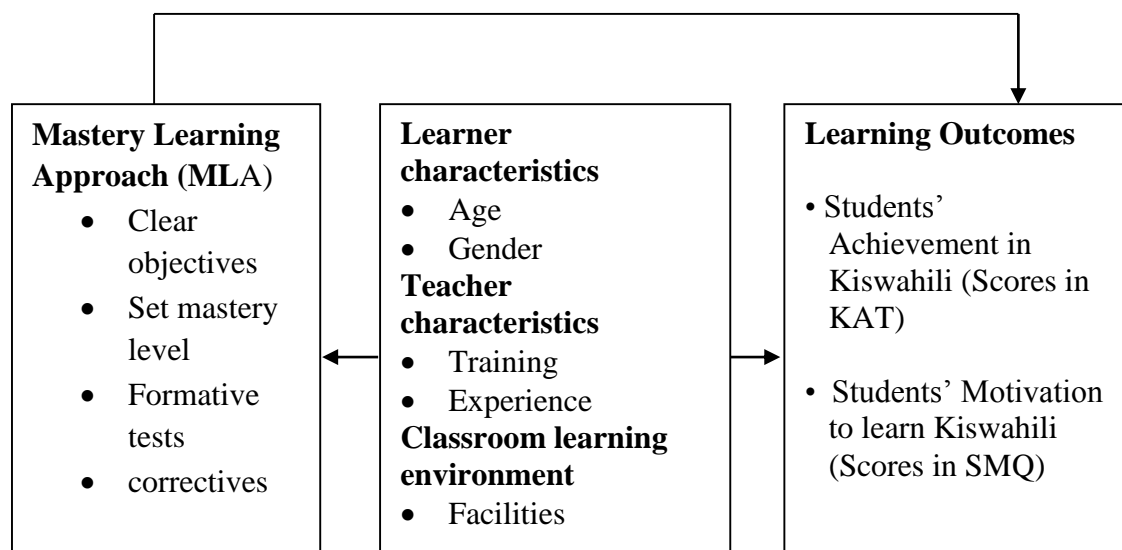 Mastery Learning
Approach (MLA)
• Clear
objectives
• Set mastery
level
• Formative
tests
• correctives
Learner
characteristics
• Age
• Gender
Teacher
characteristics
• Training
• Experience
Classroom learning
environment
• Facilities
Learning Outcomes
• Students’
Achievement in
Kiswahili (Scores in
KAT)
• Students’ Motivation
to learn Kiswahili
(Scores in SMQ)